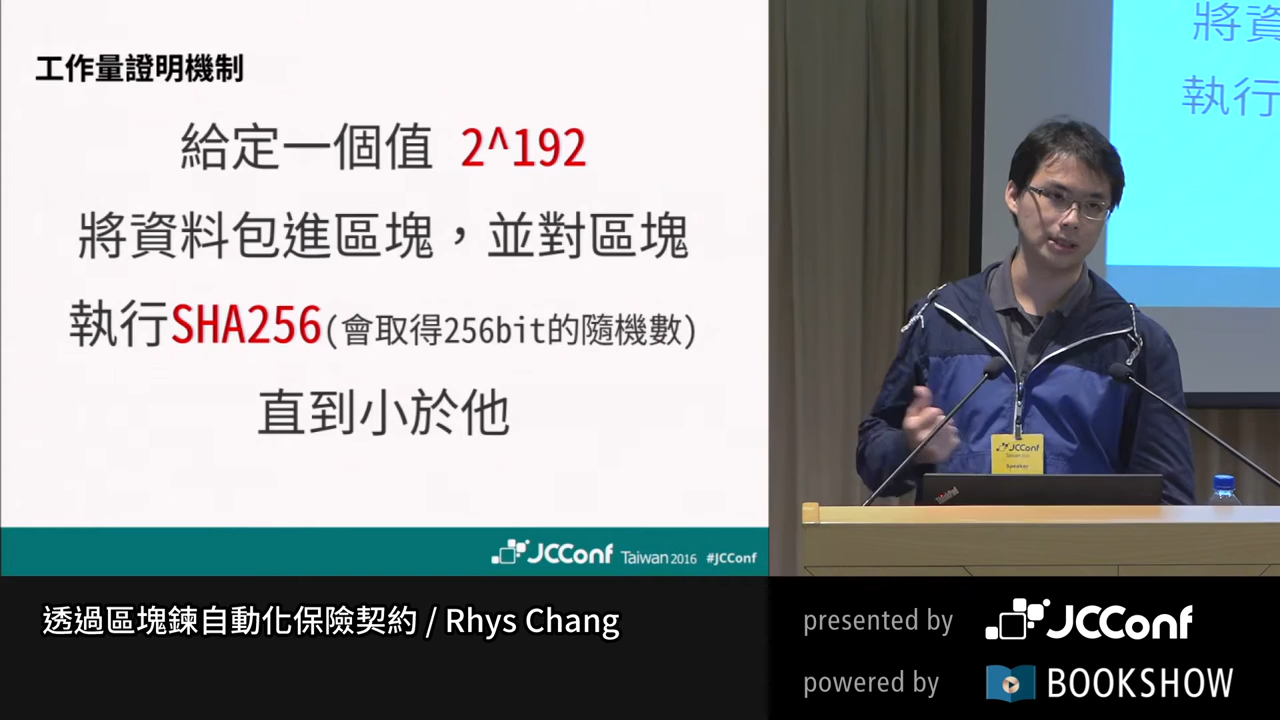 工作量證明機制
給定一個值 2^192
將資料包進區塊，並對區塊
執行SHA256(會取得256bit的隨機數)
直到小於他
JCConf Taiwan 2016 #JCConf
將資
執行
JCConf
Speaker
ThinkPad
透過區塊鍊自動化保險契約 / Rhys Chang
presented by JCConf
powered by BOOKSHOW